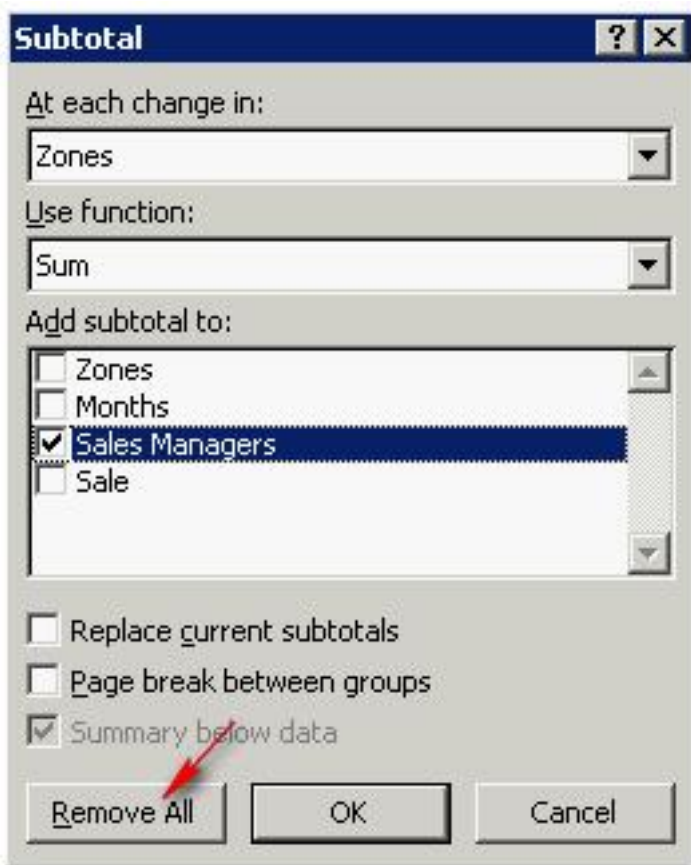 Subtotal
At each change in:
Zones
Use function:
Sum
Add subtotal to:
Zones
Months
Sales Managers
Sale
Replace current subtotals
Page break between groups
Summary below data
Remove All OK Cancel